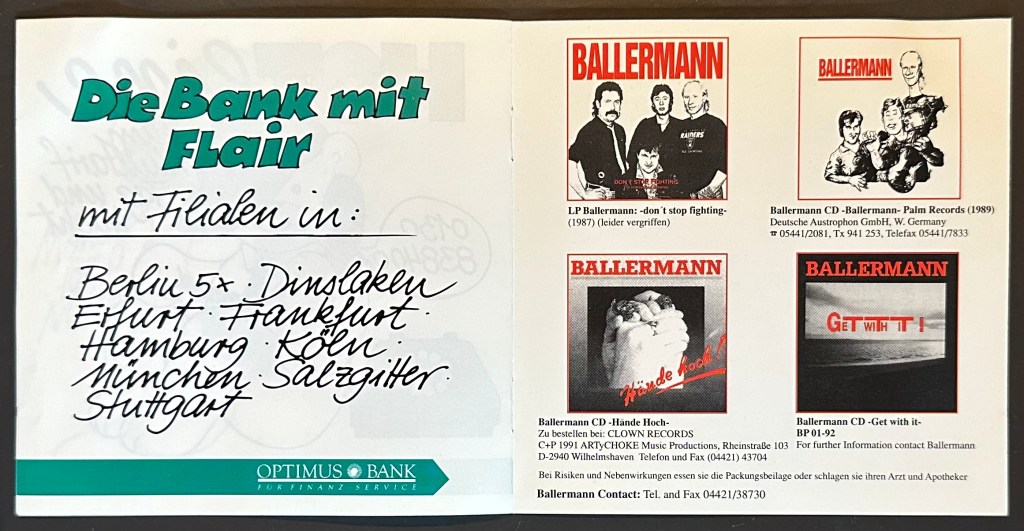 Die Bank mit
Flair
mit Filialen in:
Berlin 5x · Dinslaken
Erfurt · Frankfurt ·
Hamburg · Köln ·
München · Salzgitter ·
Stuttgart
OPTIMUS BANK
FÜR FINANZ-SERVICE
BALLERMANN
RAIDERS
DON´T STOP FIGHTING
LP Ballermann: -don´t stop fighting-
(1987) (leider vergriffen)
BALLERMANN
Ballermann CD -Ballermann- Palm Records (1989)
Deutsche Austrophon GmbH, W. Germany
☎ 05441/2081, Tx 941 253, Telefax 05441/7833
BALLERMANN
Hände hoch!
Ballermann CD -Hände Hoch-
Zu bestellen bei: CLOWN RECORDS
C+P 1991 ARTyCHOKE Music Productions, Rheinstraße 103
D-2940 Wilhelmshaven Telefon und Fax (04421) 43704
BALLERMANN
GET WITH IT!
Ballermann CD -Get with it-
BP 01-92
For further Information contact Ballermann
Bei Risiken und Nebenwirkungen essen sie die Packungsbeilage oder schlagen sie ihren Arzt und Apotheker
Ballermann Contact: Tel. and Fax 04421/38730